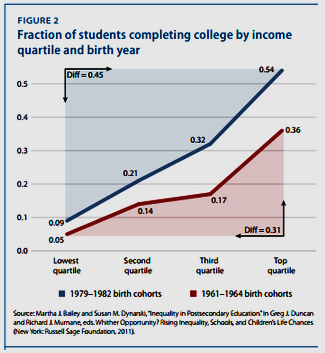 FIGURE 2
Fraction of students completing college by income
quartile and birth year
Diff = 0.45
0.54
0.5
0.4
0.36
0.32
0.3
0.21
0.2
0.17
0.14
0.1
0.09
0.05
Diff = 0.31
0.0
Lowest quartile
Second quartile
Third quartile
Top quartile
1979–1982 birth cohorts
1961–1964 birth cohorts
Source: Martha J. Bailey and Susan M. Dynarski, "Inequality in Postsecondary Education." In Greg J. Duncan
and Richard J. Murnane, eds. Whither Opportunity? Rising Inequality, Schools, and Children's Life Chances
(New York: Russell Sage Foundation, 2011).